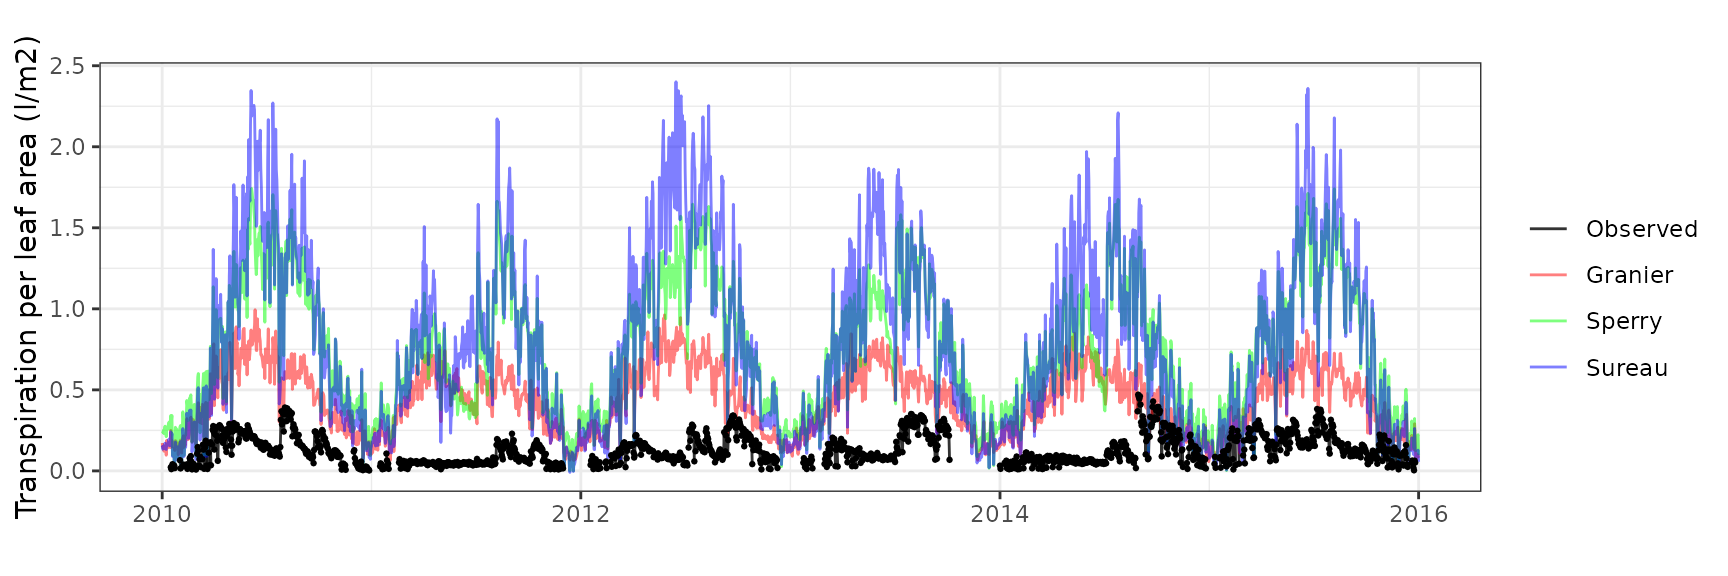 Transpiration per leaf area (l/m2)
2.5
2.0
1.5
1.0
0.5
0.0
2010
2012
2014
2016
Observed
Granier
Sperry
Sureau